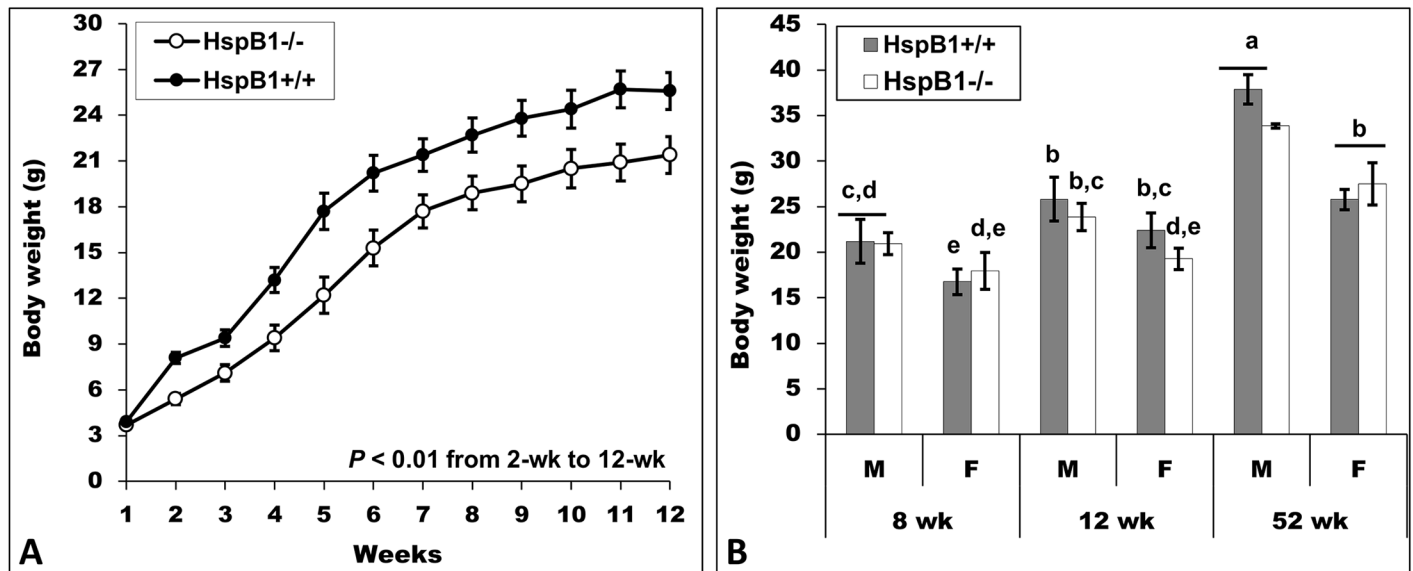 30
27
24
21
18
15
12
9
6
3
0
Body weight (g)
HspB1-/-
HspB1+/+
P < 0.01 from 2-wk to 12-wk
1 2 3 4 5 6 7 8 9 10 11 12
Weeks
A
45
40
35
30
25
20
15
10
5
0
Body weight (g)
HspB1+/+
HspB1-/-
c,d
e
d,e
b
b,c
b,c
d,e
a
b
M F M F M F
8 wk 12 wk 52 wk
B